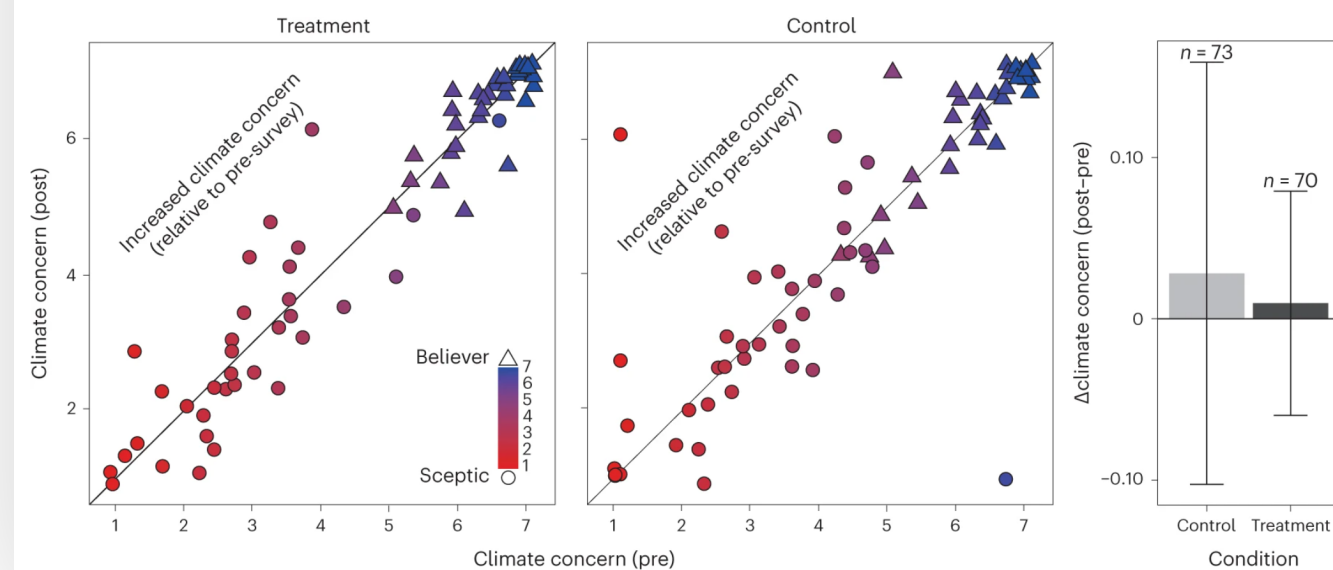 Treatment
Control
Climate concern (post)
6
4
2
Increased climate concern
(relative to pre-survey)
Believer
7
6
5
4
3
2
1
Sceptic
1 2 3 4 5 6 7
Increased climate concern
(relative to pre-survey)
1 2 3 4 5 6 7
Climate concern (pre)
Δclimate concern (post–pre)
0.10
0
−0.10
n = 73
n = 70
Control Treatment
Condition